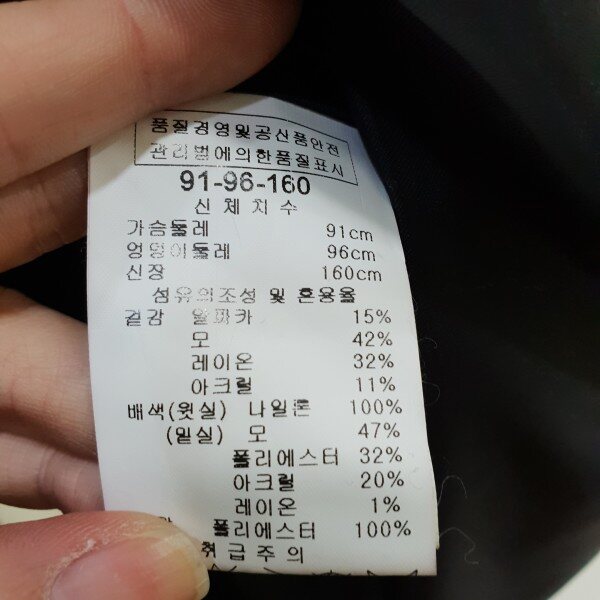 품질경영및공산품안전
관리법에의한품질표시
91-96-160
신체치수
가슴둘레 91cm
엉덩이둘레 96cm
신장 160cm
섬유의조성 및 혼용율
겉감 알파카 15%
모 42%
레이온 32%
아크릴 11%
배색(윗실) 나일론 100%
(밑실) 모 47%
폴리에스터 32%
아크릴 20%
레이온 1%
폴리에스터 100%
취급주의